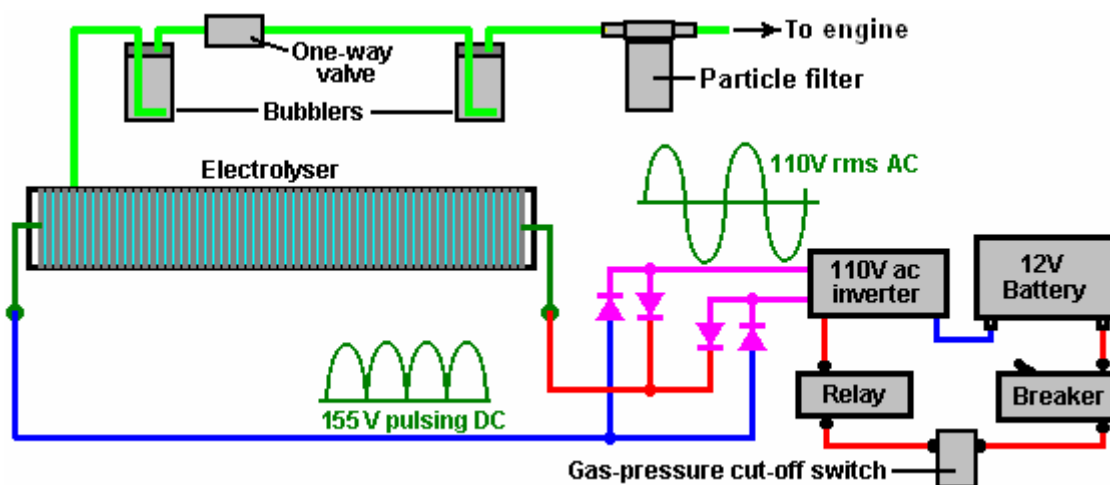 To engine
One-way
valve
Particle filter
Bubblers
Electrolyser
110V rms AC
110V ac
inverter
12V
Battery
155 V pulsing DC
Relay
Breaker
Gas-pressure cut-off switch